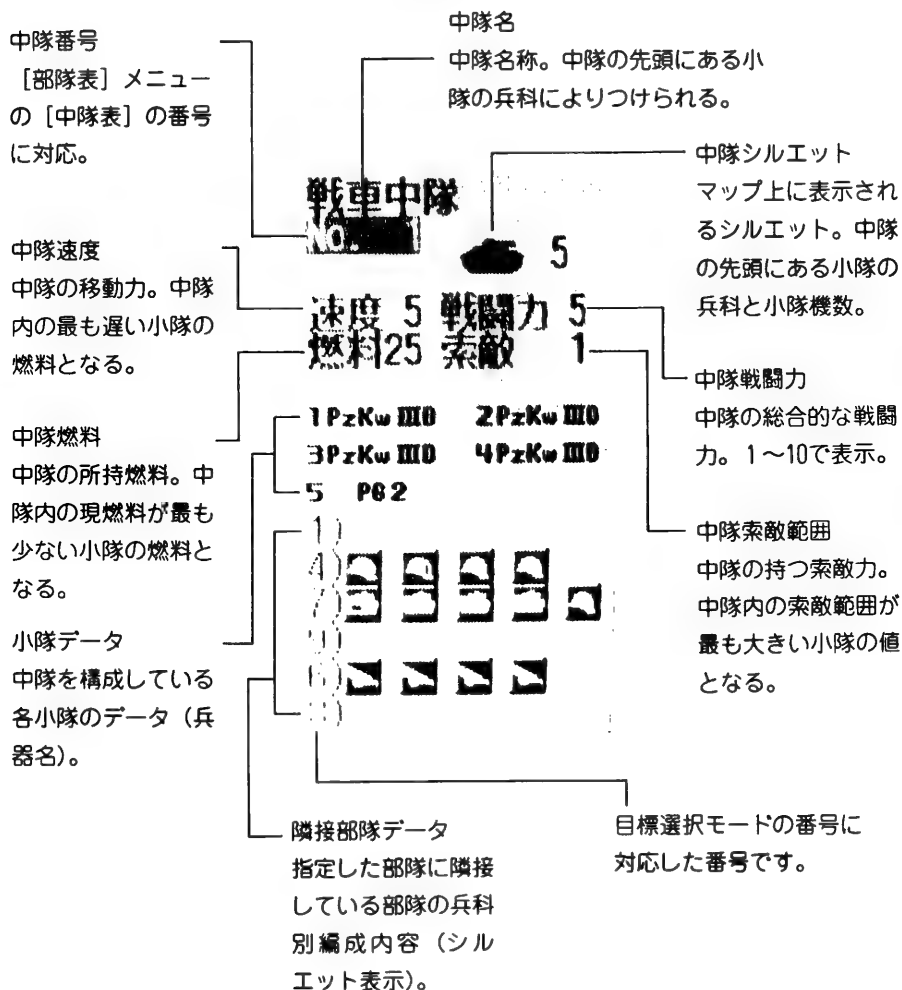 中隊番号
［部隊表］メニュー
の［中隊表］の番号
に対応。
中隊名
中隊名称。中隊の先頭にある小
隊の兵科によりつけられる。
中隊シルエット
マップ上に表示され
るシルエット。中隊
の先頭にある小隊の
兵科と小隊機数。
中隊速度
中隊の移動力。中隊
内の最も遅い小隊の
燃料となる。
戦車中隊
No.
5
速度 5 戦闘力 5
燃料25 索敵 1
1PzKwⅢD 2PzKwⅢD
3PzKwⅢD 4PzKwⅢD
5 PG2
中隊戦闘力
中隊の総合的な戦闘
力。1～10で表示。
中隊燃料
中隊の所持燃料。中
隊内の現燃料が最も
少ない小隊の燃料と
なる。
中隊索敵範囲
中隊の持つ索敵力。
中隊内の索敵範囲が
最も大きい小隊の値
となる。
小隊データ
中隊を構成している
各小隊のデータ（兵
器名）。
隣接部隊データ
指定した部隊に隣接
している部隊の兵科
別編成内容（シル
エット表示）。
目標選択モードの番号に
対応した番号です。